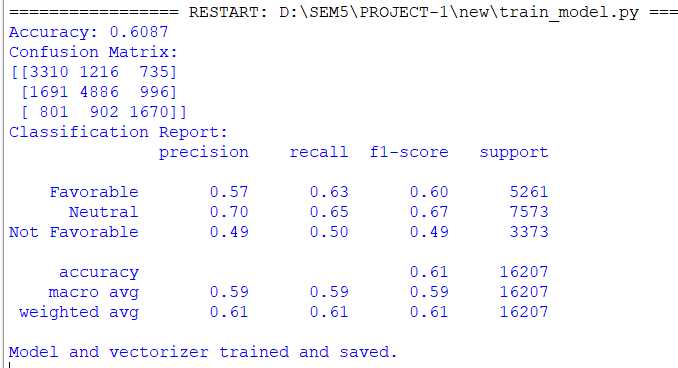 ================= RESTART: D:\SEM5\PROJECT-1\new\train_model.py ===
Accuracy: 0.6087
Confusion Matrix:
[[3310 1216  735]
 [1691 4886  996]
 [ 801  902 1670]]
Classification Report:
               precision    recall  f1-score   support

    Favorable       0.57      0.63      0.60      5261
      Neutral       0.70      0.65      0.67      7573
Not Favorable       0.49      0.50      0.49      3373

     accuracy                           0.61     16207
    macro avg       0.59      0.59      0.59     16207
 weighted avg       0.61      0.61      0.61     16207

Model and vectorizer trained and saved.